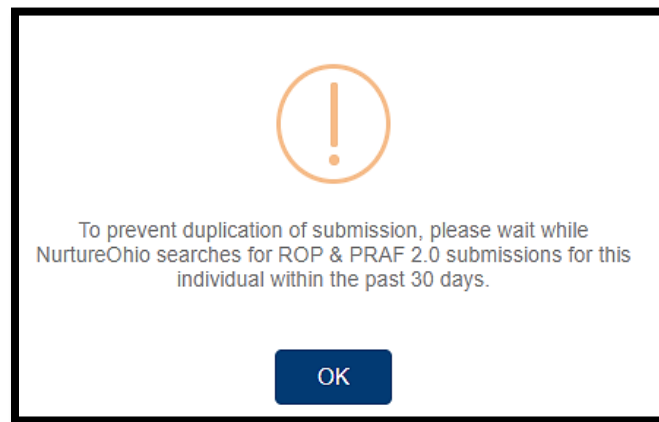 To prevent duplication of submission, please wait while
NurtureOhio searches for ROP & PRAF 2.0 submissions for this
individual within the past 30 days.
OK